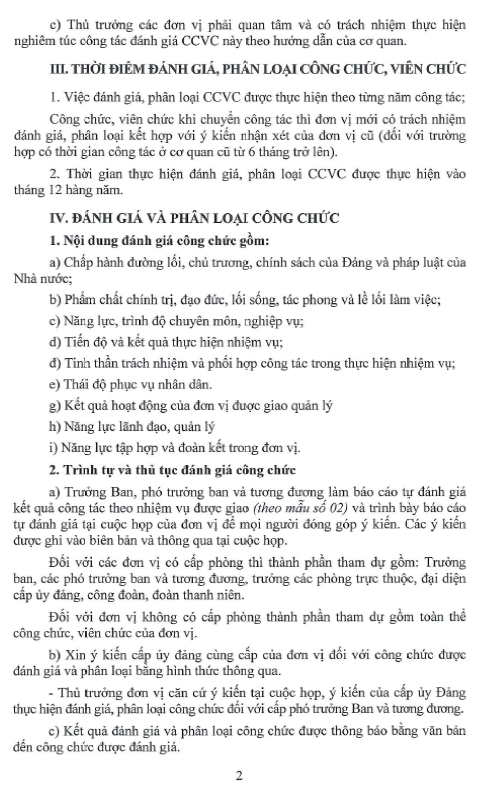 c) Thủ trưởng các đơn vị phải quan tâm và có trách nhiệm thực hiện
nghiêm túc công tác đánh giá CCVC này theo hướng dẫn của cơ quan.
III. THỜI ĐIỂM ĐÁNH GIÁ, PHÂN LOẠI CÔNG CHỨC, VIÊN CHỨC
1. Việc đánh giá, phân loại CCVC được thực hiện theo từng năm công tác;
Công chức, viên chức khi chuyển công tác thì đơn vị mới có trách nhiệm
đánh giá, phân loại kết hợp với ý kiến nhận xét của đơn vị cũ (đối với trường
hợp có thời gian công tác ở cơ quan cũ từ 6 tháng trở lên).
2. Thời gian thực hiện đánh giá, phân loại CCVC được thực hiện vào
tháng 12 hàng năm.
IV. ĐÁNH GIÁ VÀ PHÂN LOẠI CÔNG CHỨC
1. Nội dung đánh giá công chức gồm:
a) Chấp hành đường lối, chủ trương, chính sách của Đảng và pháp luật của
Nhà nước;
b) Phẩm chất chính trị, đạo đức, lối sống, tác phong và lề lối làm việc;
c) Năng lực, trình độ chuyên môn, nghiệp vụ;
d) Tiến độ và kết quả thực hiện nhiệm vụ;
đ) Tinh thần trách nhiệm và phối hợp công tác trong thực hiện nhiệm vụ;
e) Thái độ phục vụ nhân dân.
g) Kết quả hoạt động của đơn vị được giao quản lý
h) Năng lực lãnh đạo, quản lý
i) Năng lực tập hợp và đoàn kết trong đơn vị.
2. Trình tự và thủ tục đánh giá công chức
a) Trưởng Ban, phó trưởng ban và tương đương làm báo cáo tự đánh giá
kết quả công tác theo nhiệm vụ được giao (theo mẫu số 02) và trình bày báo cáo
tự đánh giá tại cuộc họp của đơn vị để mọi người đóng góp ý kiến. Các ý kiến
được ghi vào biên bản và thông qua tại cuộc họp.
Đối với các đơn vị có cấp phòng thì thành phần tham dự gồm: Trưởng
ban, các phó trưởng ban và tương đương, trưởng các phòng trực thuộc, đại diện
cấp ủy đảng, công đoàn, đoàn thanh niên.
Đối với đơn vị không có cấp phòng thành phần tham dự gồm toàn thể
công chức, viên chức của đơn vị.
b) Xin ý kiến cấp ủy đảng cùng cấp của đơn vị đối với công chức được
đánh giá và phân loại bằng hình thức thông qua.
- Thủ trưởng đơn vị căn cứ ý kiến tại cuộc họp, ý kiến của cấp ủy Đảng
thực hiện đánh giá, phân loại công chức đối với cấp phó trưởng Ban và tương đương.
c) Kết quả đánh giá và phân loại công chức được thông báo bằng văn bản
đến công chức được đánh giá.
2